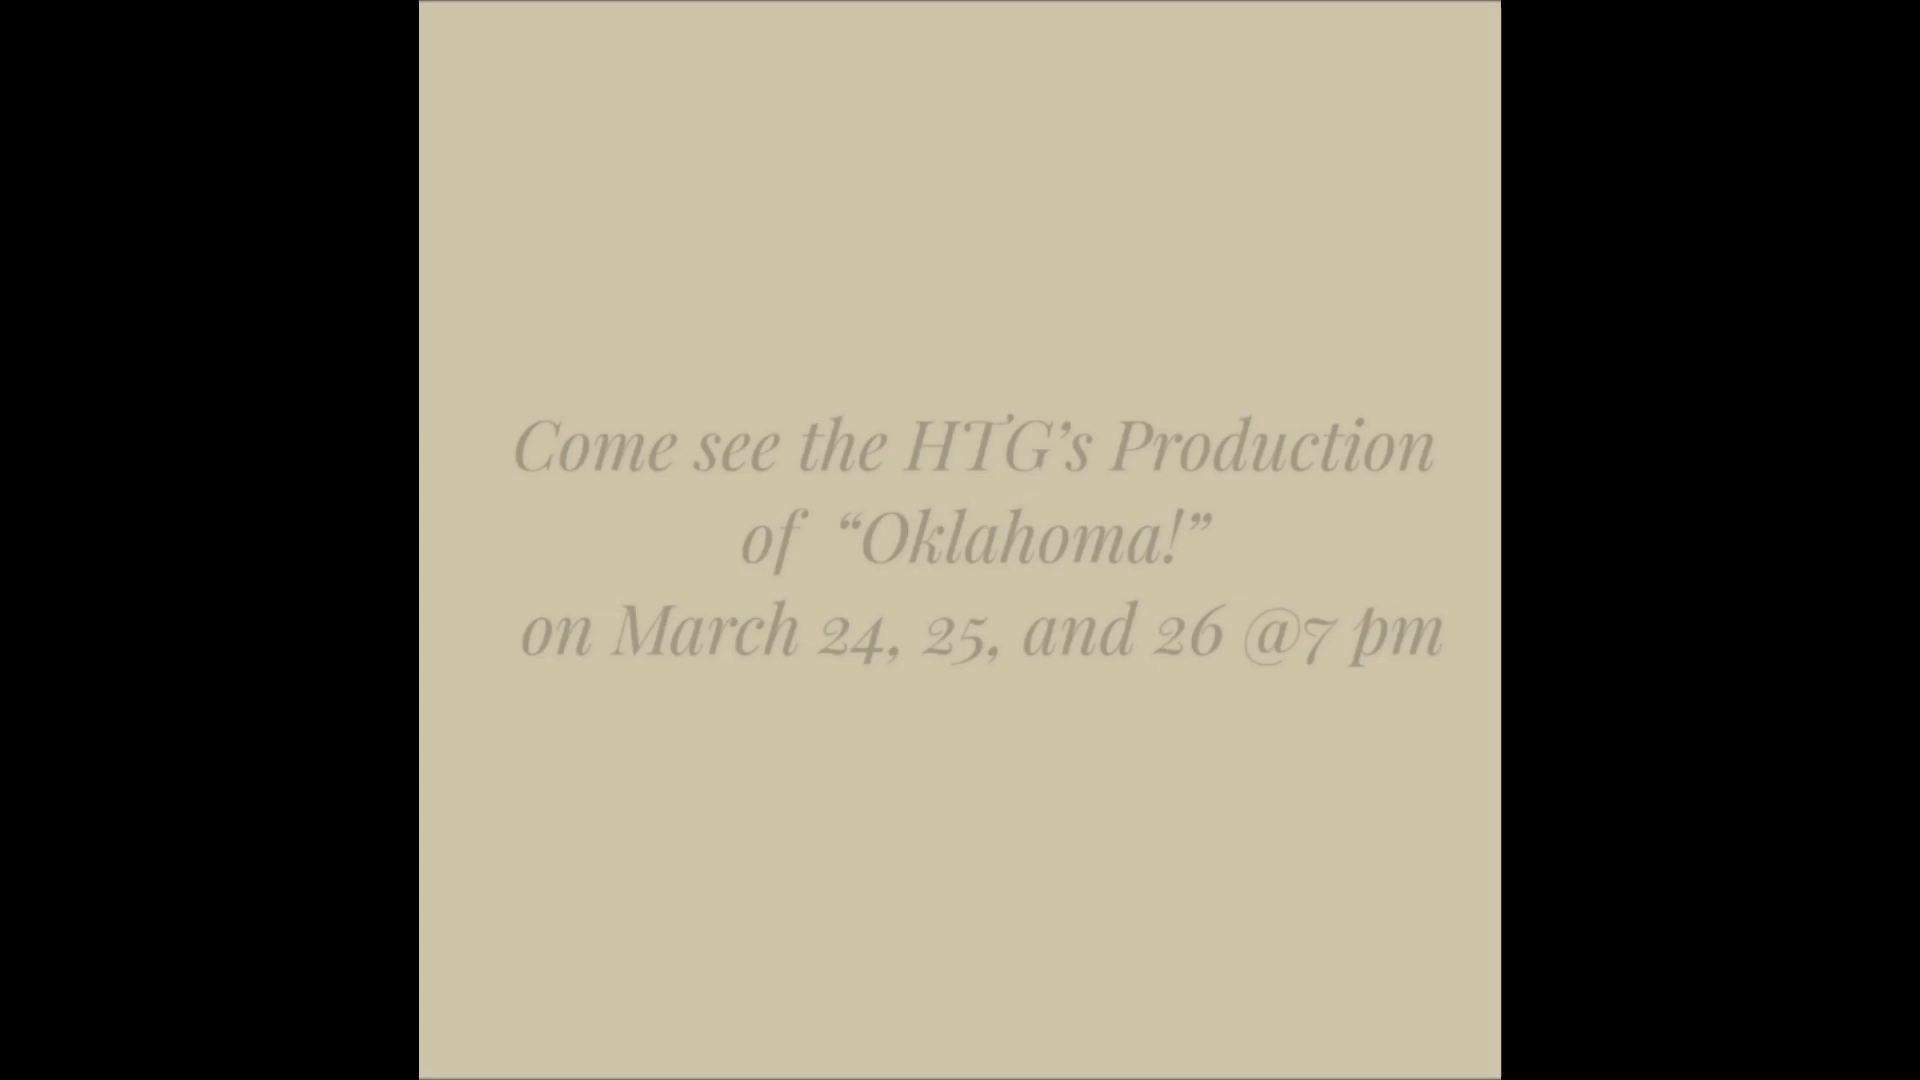 Come see the HTG’s Production
of “Oklahoma!”
on March 24, 25, and 26 @7 pm